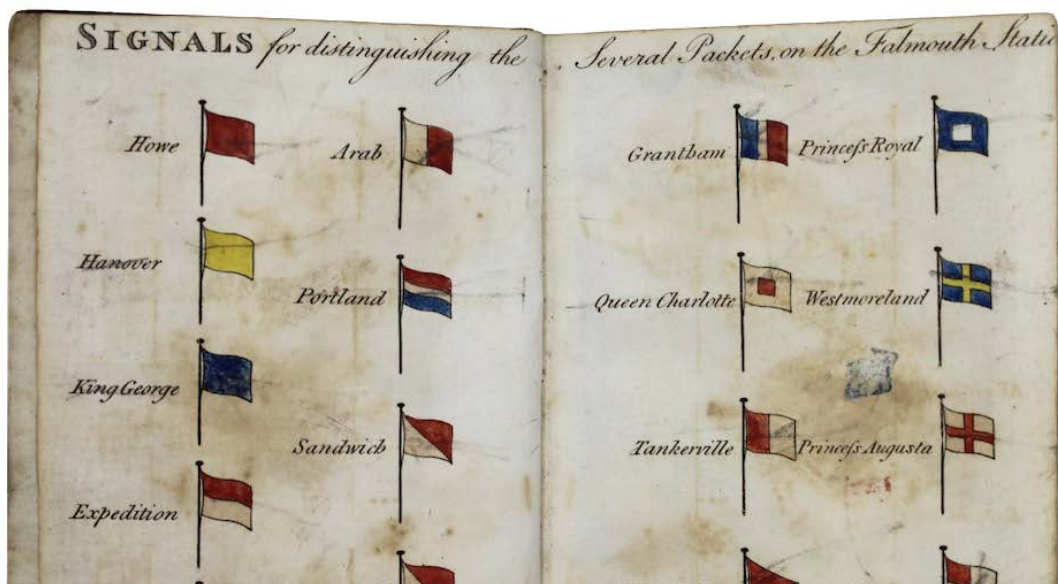 SIGNALS for distinguishing the Several Packets, on the Falmouth Statio
Howe
Arab
Hanover
Portland
King George
Sandwich
Expedition
Grantham
Princeſs Royal
Queen Charlotte
Westmoreland
Tankerville
Princeſs Augusta